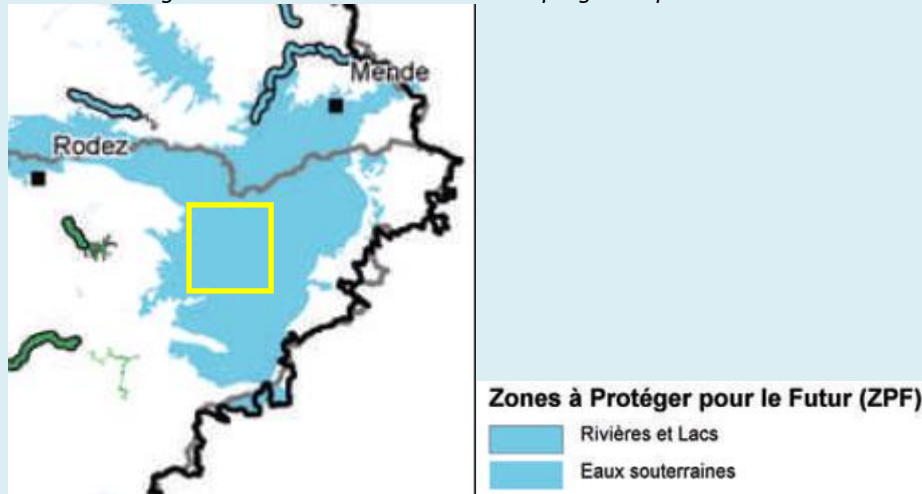 Mende
Rodez
Zones à Protéger pour le Futur (ZPF)
Rivières et Lacs
Eaux souterraines